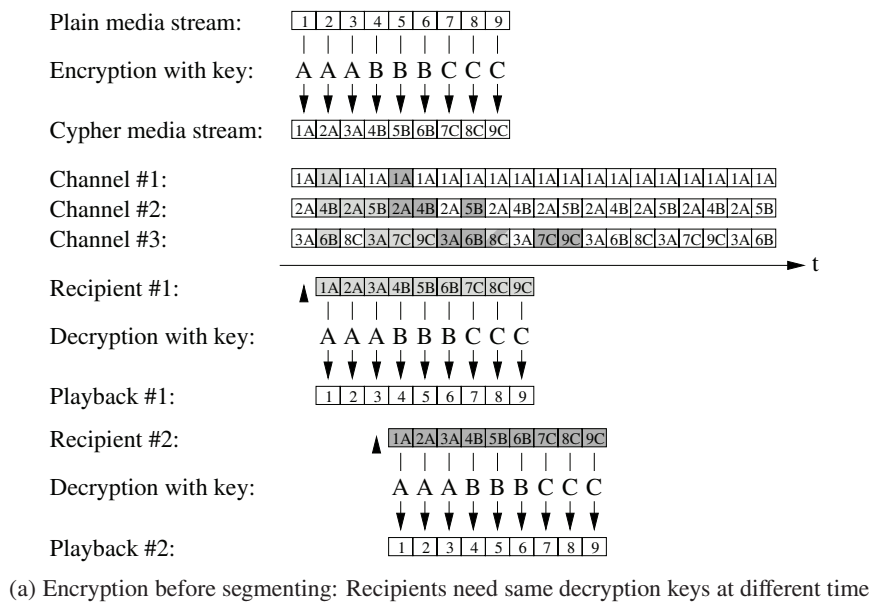 Plain media stream: 1 2 3 4 5 6 7 8 9
Encryption with key: A A A B B B C C C
Cypher media stream: 1A 2A 3A 4B 5B 6B 7C 8C 9C
Channel #1: 1A 1A 1A 1A 1A 1A 1A 1A 1A 1A 1A 1A 1A 1A 1A 1A 1A 1A 1A 1A
Channel #2: 2A 4B 2A 5B 2A 4B 2A 5B 2A 4B 2A 5B 2A 4B 2A 5B 2A 4B 2A 5B
Channel #3: 3A 6B 8C 3A 7C 9C 3A 6B 8C 3A 7C 9C 3A 6B 8C 3A 7C 9C 3A 6B
t
Recipient #1: 1A 2A 3A 4B 5B 6B 7C 8C 9C
Decryption with key: A A A B B B C C C
Playback #1: 1 2 3 4 5 6 7 8 9
Recipient #2: 1A 2A 3A 4B 5B 6B 7C 8C 9C
Decryption with key: A A A B B B C C C
Playback #2: 1 2 3 4 5 6 7 8 9
(a) Encryption before segmenting: Recipients need same decryption keys at different time